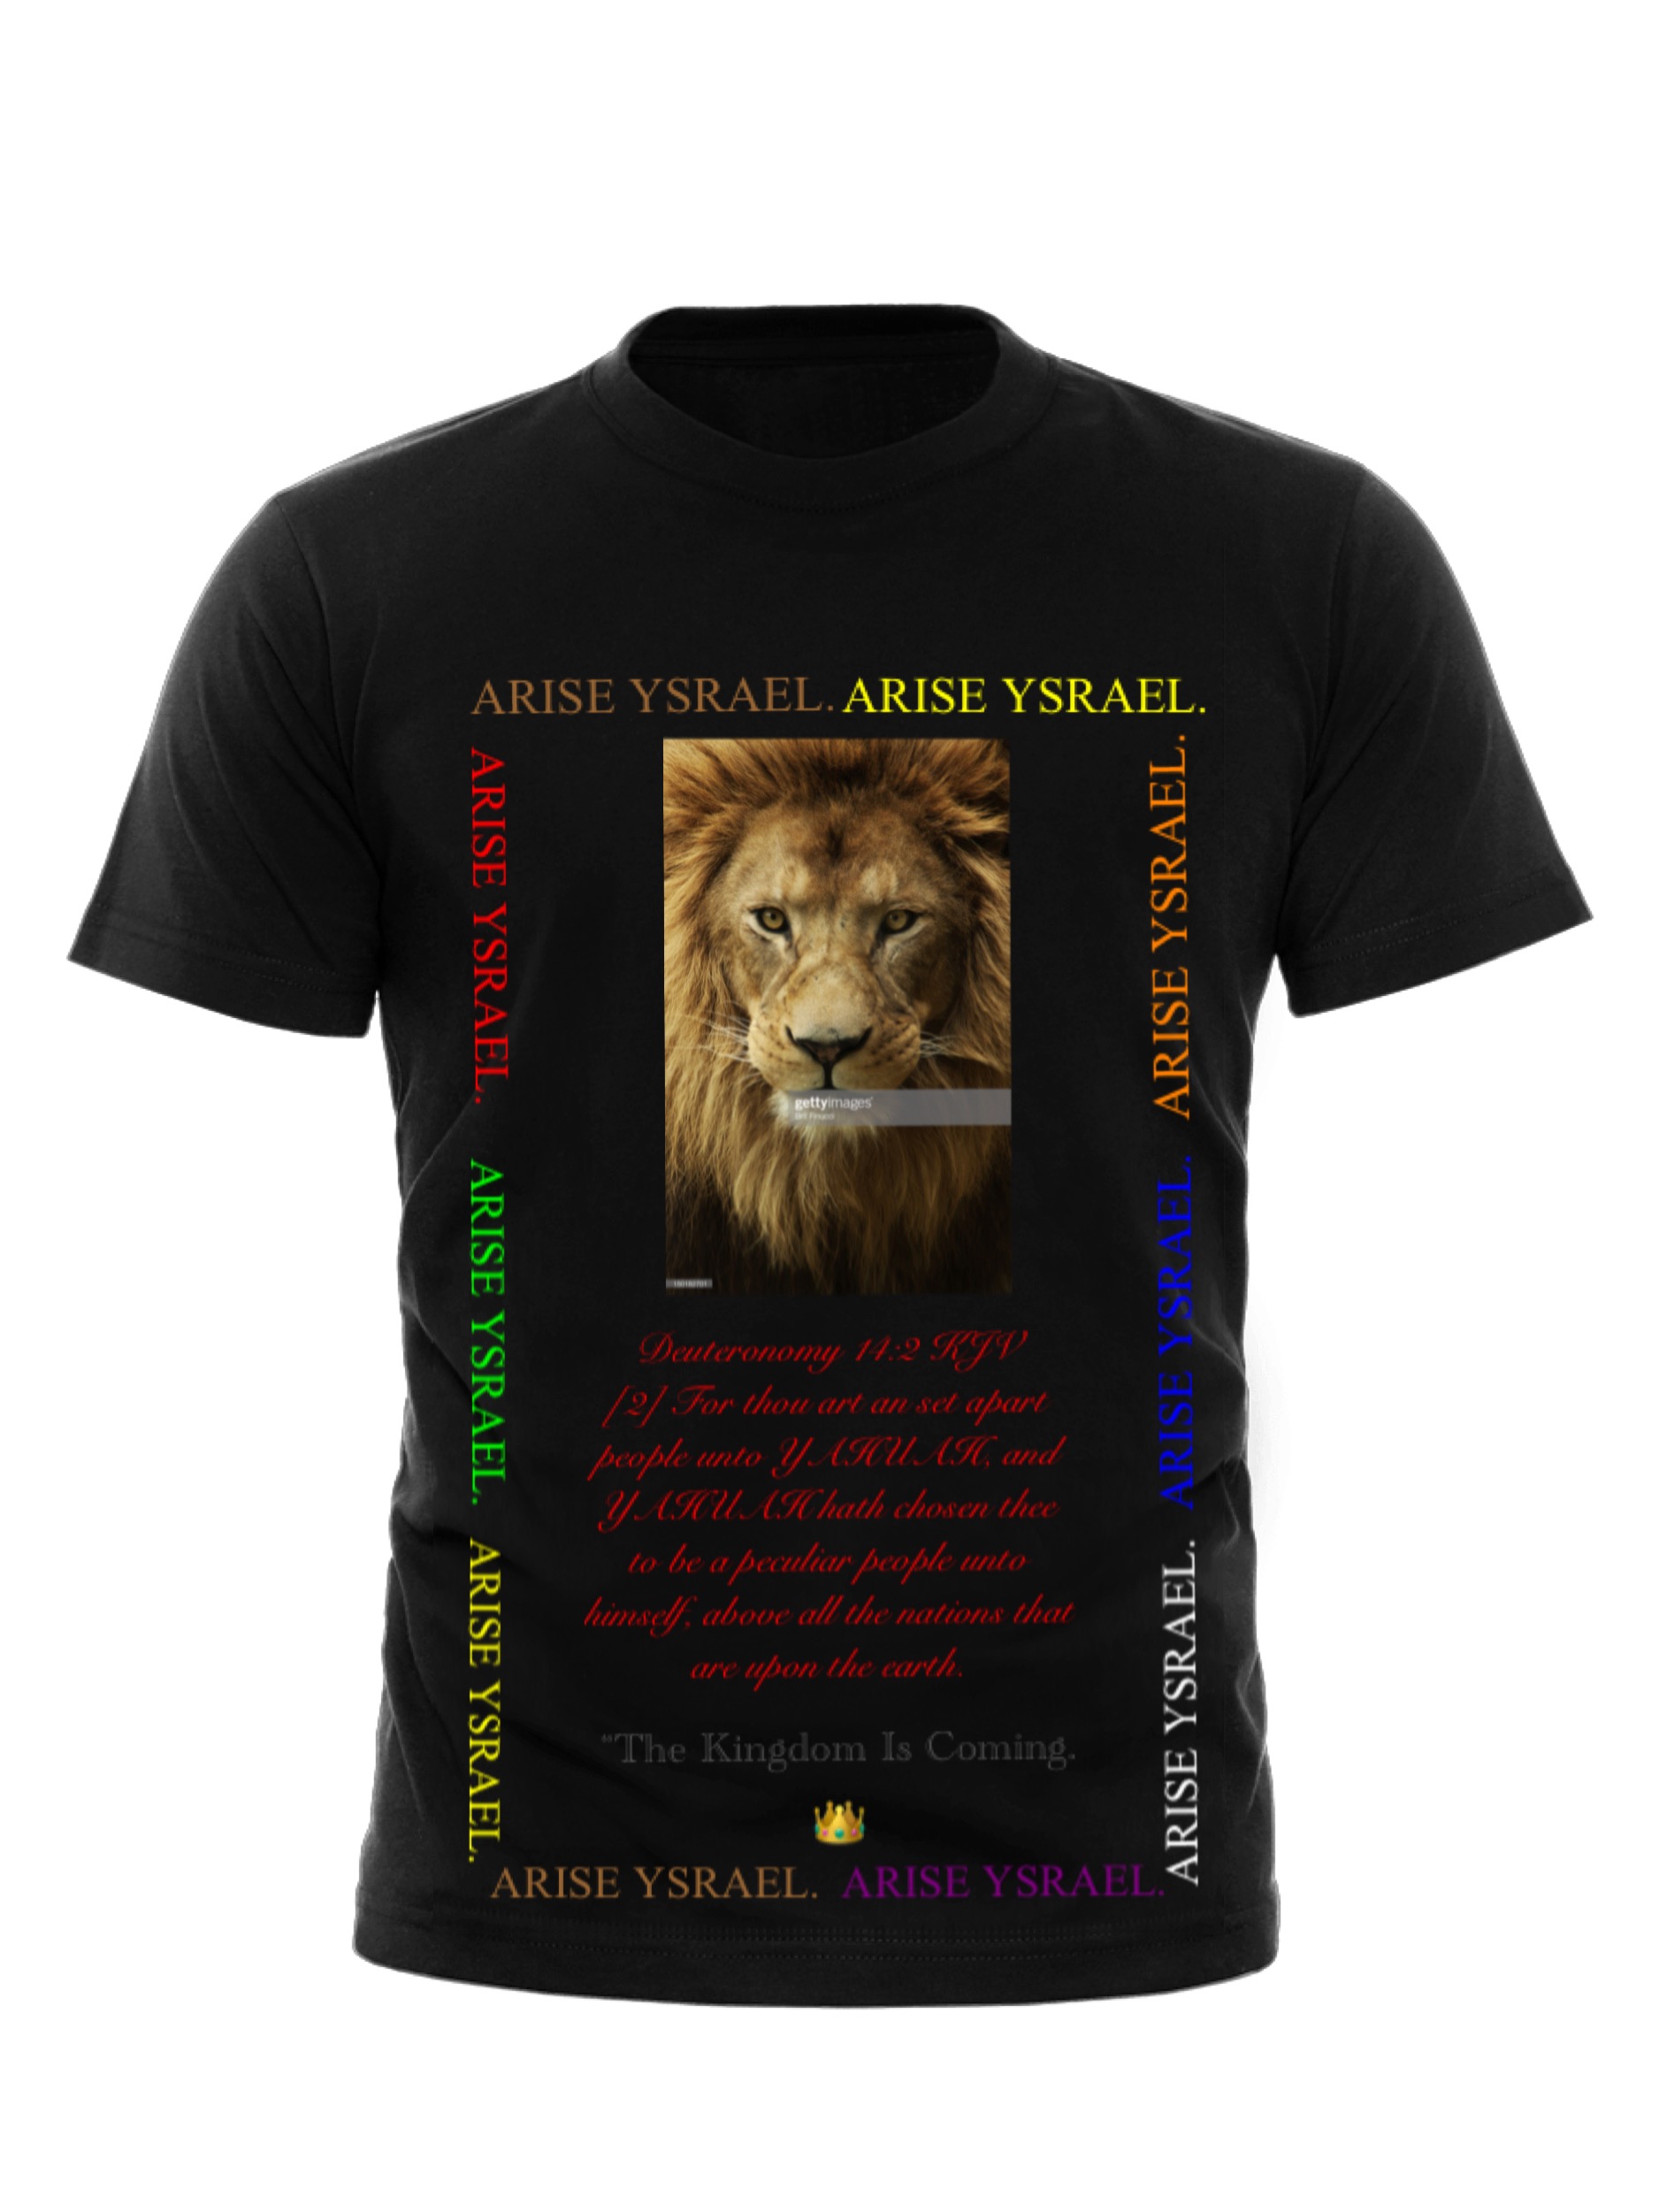 ARISE YSRAEL. ARISE YSRAEL.
ARISE YSRAEL.
ARISE YSRAEL.
ARISE YSRAEL.
gettyimages
Deuteronomy 14:2 KJV
[2] For thou art an set apart
people unto YAHUAH, and
YAHUAH hath chosen thee
to be a peculiar people unto
himself, above all the nations that
are upon the earth.
"The Kingdom Is Coming.
ARISE YSRAEL.
ARISE YSRAEL.
ARISE YSRAEL.
ARISE YSRAEL. ARISE YSRAEL.